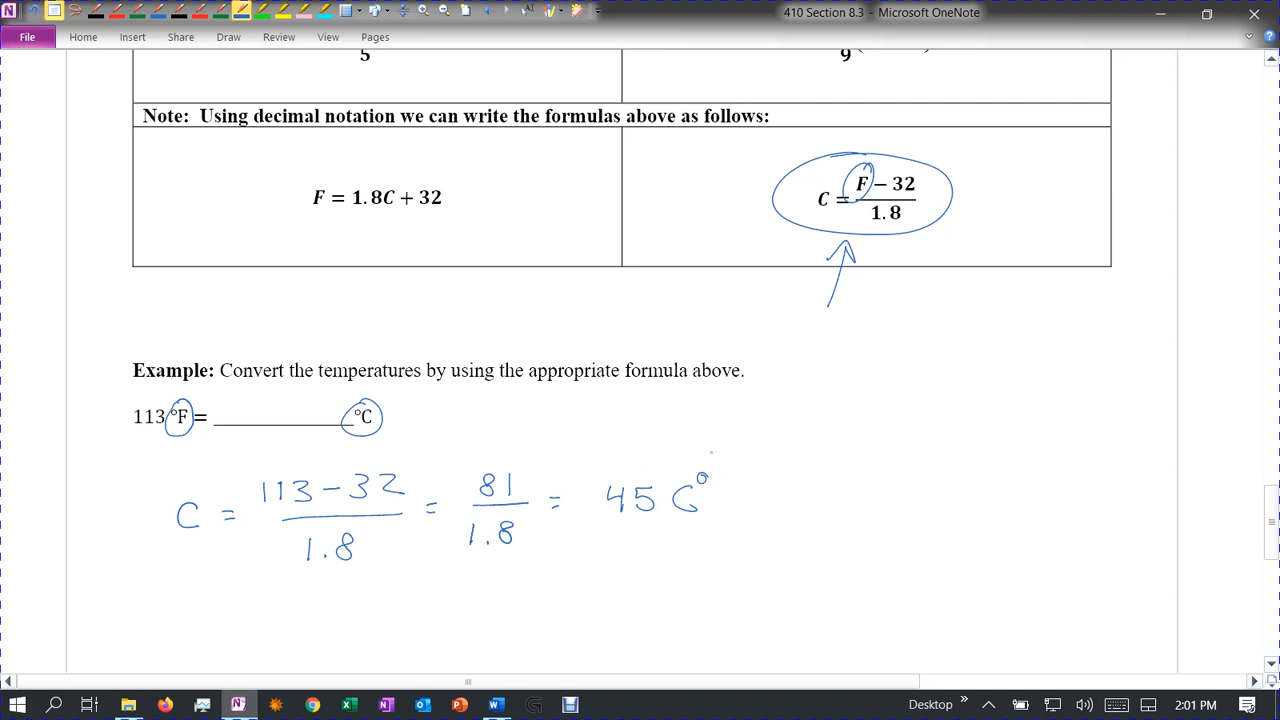 410 Section 8.3 - Microsoft OneNote
File Home Insert Share Draw Review View Pages
5 9
Note: Using decimal notation we can write the formulas above as follows:
F = 1.8C + 32
C = F − 32 / 1.8
Example: Convert the temperatures by using the appropriate formula above.
113 °F = ______________ °C
C = 113 − 32 / 1.8 = 81 / 1.8 = 45 C°
Desktop 2:01 PM